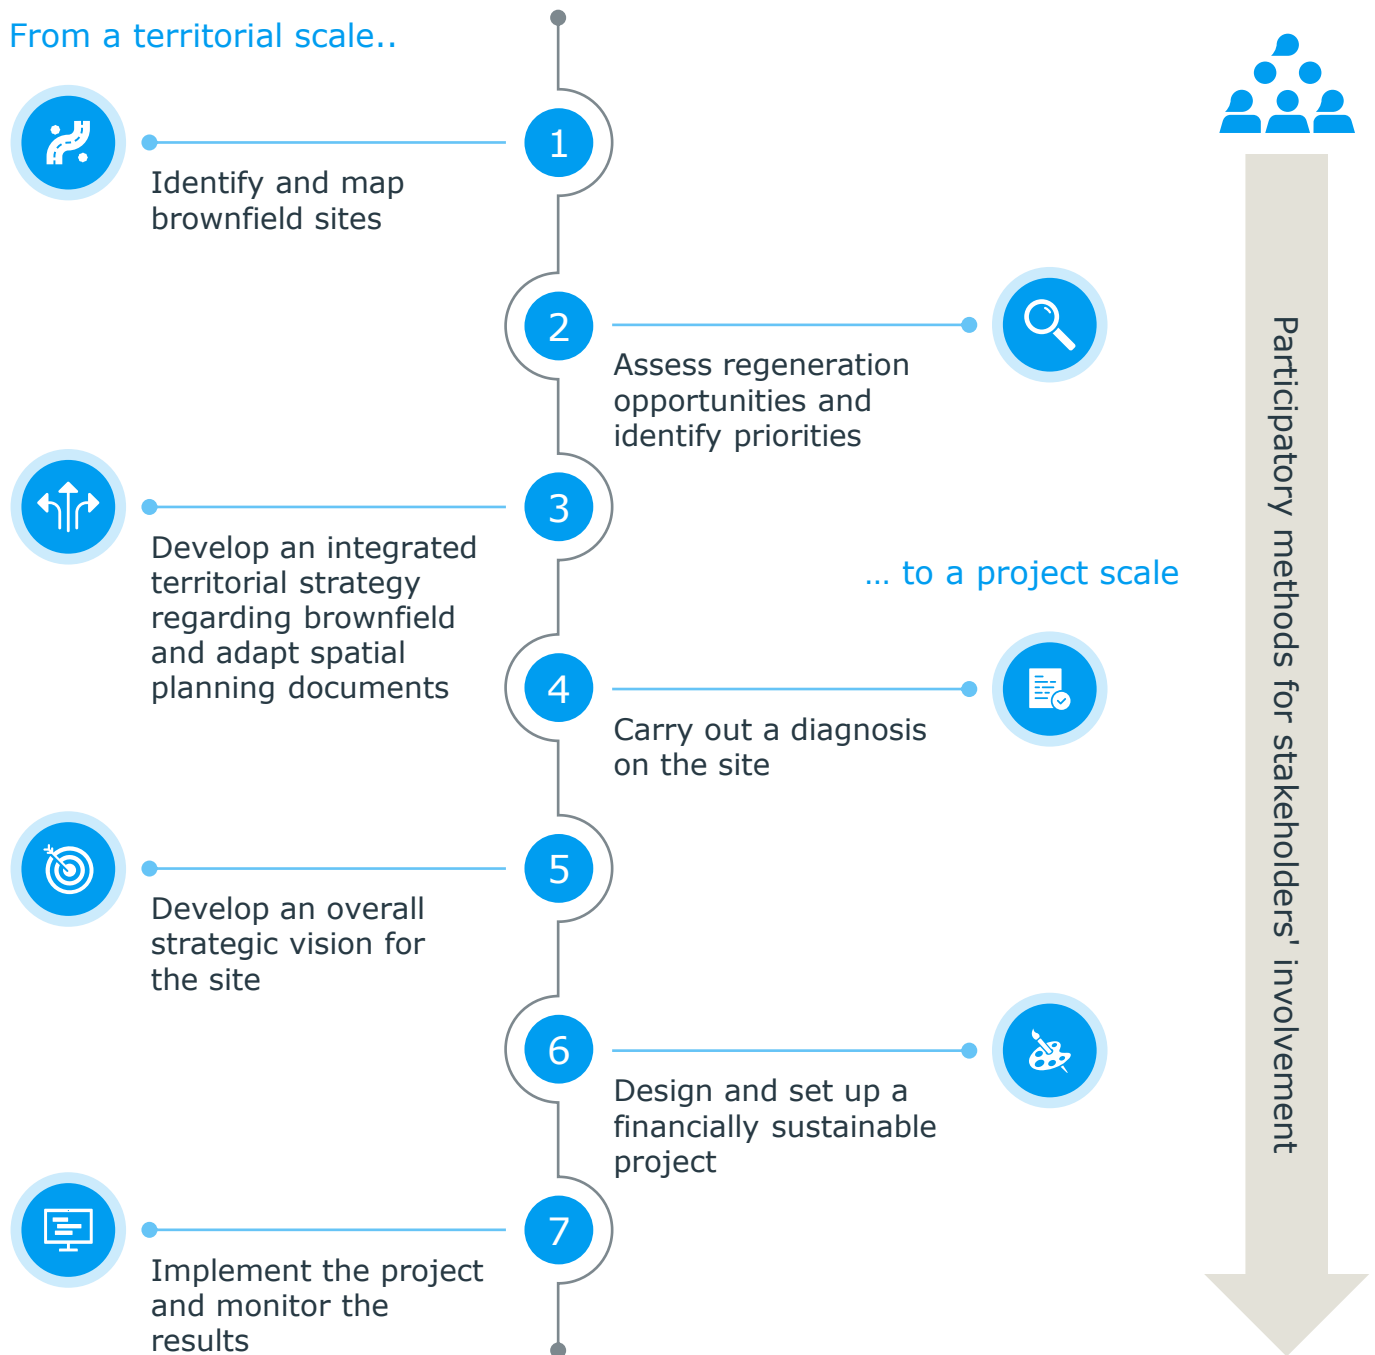 From a territorial scale..
1
Identify and map
brownfield sites
2
Assess regeneration
opportunities and
identify priorities
3
Develop an integrated
territorial strategy
regarding brownfield
and adapt spatial
planning documents
... to a project scale
4
Carry out a diagnosis
on the site
5
Develop an overall
strategic vision for
the site
6
Design and set up a
financially sustainable
project
7
Implement the project
and monitor the
results
Participatory methods for stakeholders' involvement